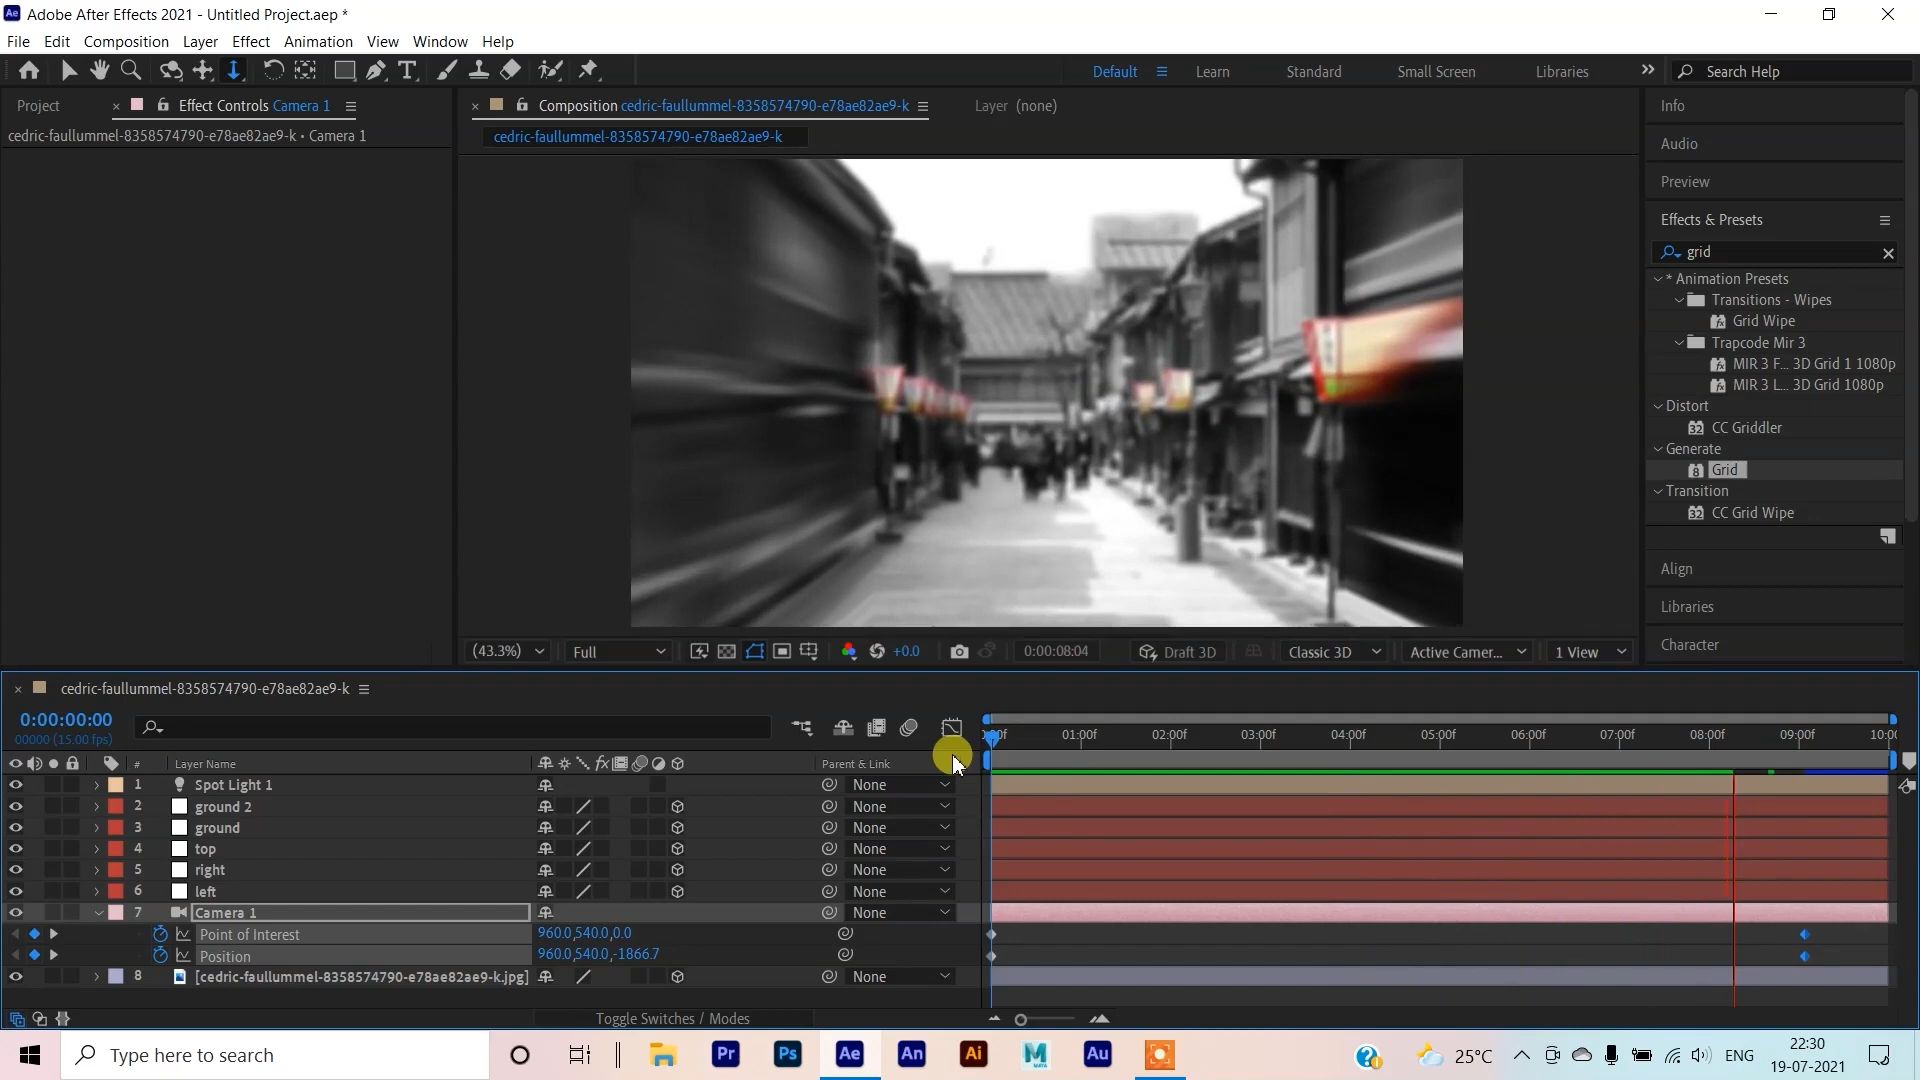 Adobe After Effects 2021 - Untitled Project.aep *
File Edit Composition Layer Effect Animation View Window Help
Default Learn Standard Small Screen Libraries Search Help
Project Effect Controls Camera 1
cedric-faullummel-8358574790-e78ae82ae9-k • Camera 1
Composition cedric-faullummel-8358574790-e78ae82ae9-k Layer (none)
cedric-faullummel-8358574790-e78ae82ae9-k
(43.3%) Full +0.0 0:00:08:04 Draft 3D Classic 3D Active Camer... 1 View
Info
Audio
Preview
Effects & Presets
grid
* Animation Presets
Transitions - Wipes
Grid Wipe
Trapcode Mir 3
MIR 3 F... 3D Grid 1 1080p
MIR 3 L... 3D Grid 1080p
Distort
CC Griddler
Generate
Grid
Transition
CC Grid Wipe
Align
Libraries
Character
cedric-faullummel-8358574790-e78ae82ae9-k
0:00:00:00
00000 (15.00 fps)
01:00f 02:00f 03:00f 04:00f 05:00f 06:00f 07:00f 08:00f 09:00f
# Layer Name Parent & Link
1 Spot Light 1 None
2 ground 2 None
3 ground None
4 top None
5 right None
6 left None
7 Camera 1 None
Point of Interest 960.0,540.0,0.0
Position 960.0,540.0,-1866.7
8 [cedric-faullummel-8358574790-e78ae82ae9-k.jpg] None
Toggle Switches / Modes
Type here to search
Pr Ps Ae An Ai M Au
25°C ENG
22:30
19-07-2021